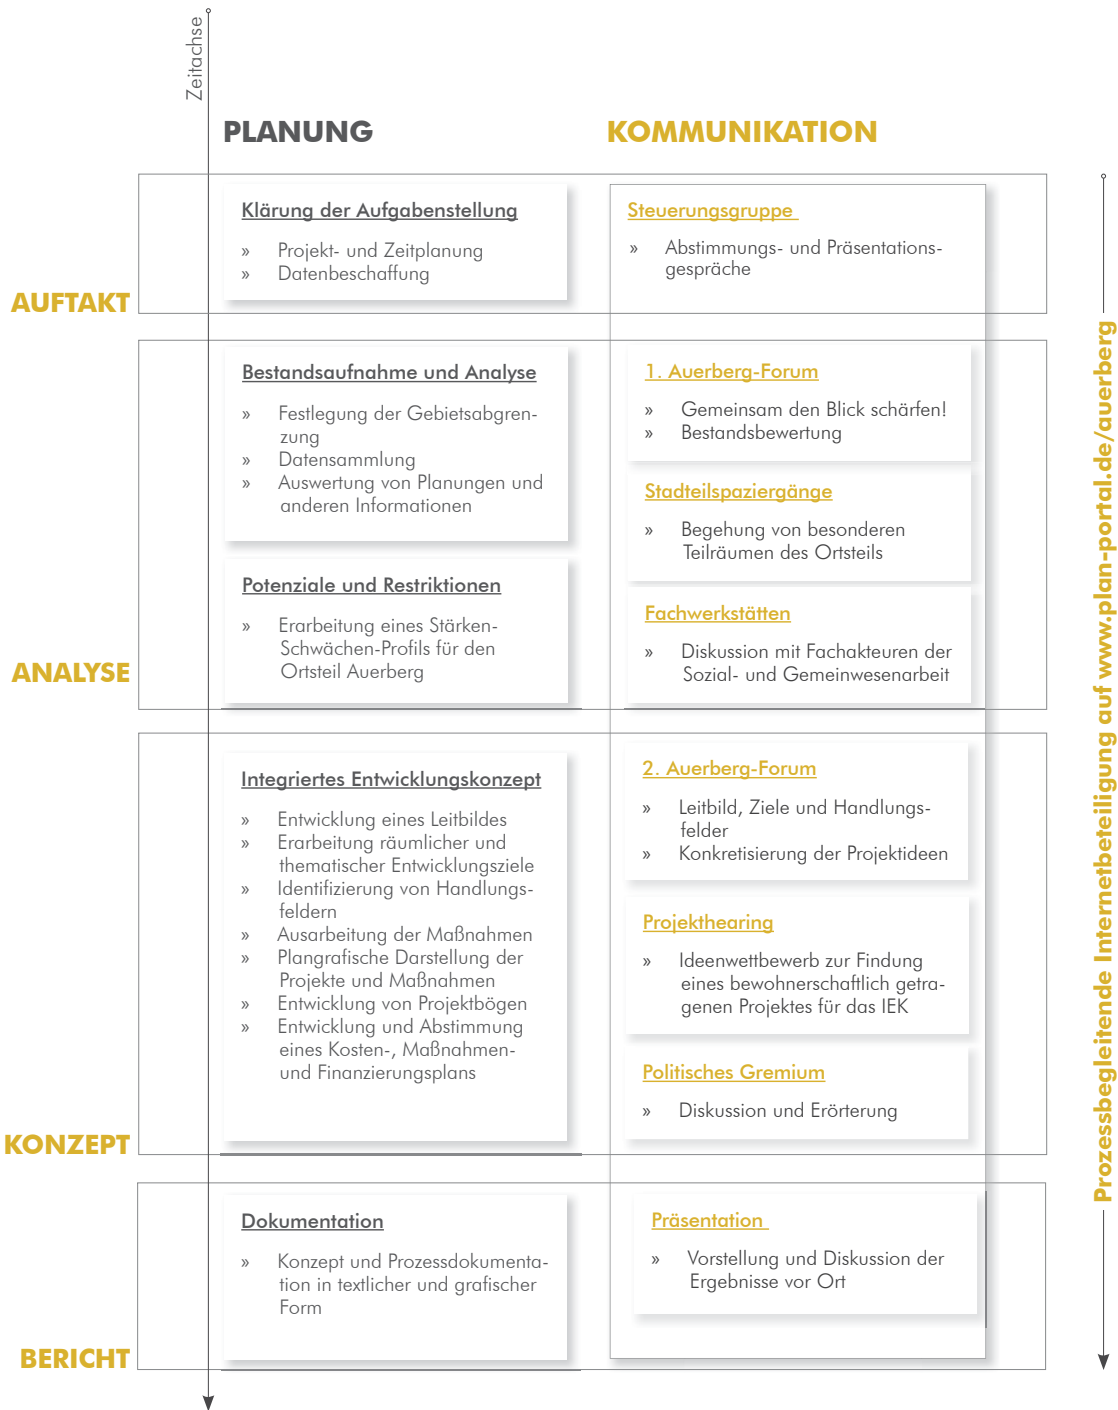 Zeitachse
PLANUNG
KOMMUNIKATION
AUFTAKT
Klärung der Aufgabenstellung
» Projekt- und Zeitplanung
» Datenbeschaffung
Steuerungsgruppe
» Abstimmungs- und Präsentations-
gespräche
ANALYSE
Bestandsaufnahme und Analyse
» Festlegung der Gebietsabgren-
zung
» Datensammlung
» Auswertung von Planungen und
anderen Informationen
Potenziale und Restriktionen
» Erarbeitung eines Stärken-
Schwächen-Profils für den
Ortsteil Auerberg
1. Auerberg-Forum
» Gemeinsam den Blick schärfen!
» Bestandsbewertung
Stadteilspaziergänge
» Begehung von besonderen
Teilräumen des Ortsteils
Fachwerkstätten
» Diskussion mit Fachakteuren der
Sozial- und Gemeinwesenarbeit
KONZEPT
Integriertes Entwicklungskonzept
» Entwicklung eines Leitbildes
» Erarbeitung räumlicher und
thematischer Entwicklungsziele
» Identifizierung von Handlungs-
feldern
» Ausarbeitung der Maßnahmen
» Plangrafische Darstellung der
Projekte und Maßnahmen
» Entwicklung von Projektbögen
» Entwicklung und Abstimmung
eines Kosten-, Maßnahmen-
und Finanzierungsplans
2. Auerberg-Forum
» Leitbild, Ziele und Handlungs-
felder
» Konkretisierung der Projektideen
Projekthearing
» Ideenwettbewerb zur Findung
eines bewohnerschaftlich getra-
genen Projektes für das IEK
Politisches Gremium
» Diskussion und Erörterung
BERICHT
Dokumentation
» Konzept und Prozessdokumenta-
tion in textlicher und grafischer
Form
Präsentation
» Vorstellung und Diskussion der
Ergebnisse vor Ort
Prozessbegleitende Internetbeteiligung auf www.plan-portal.de/auerberg